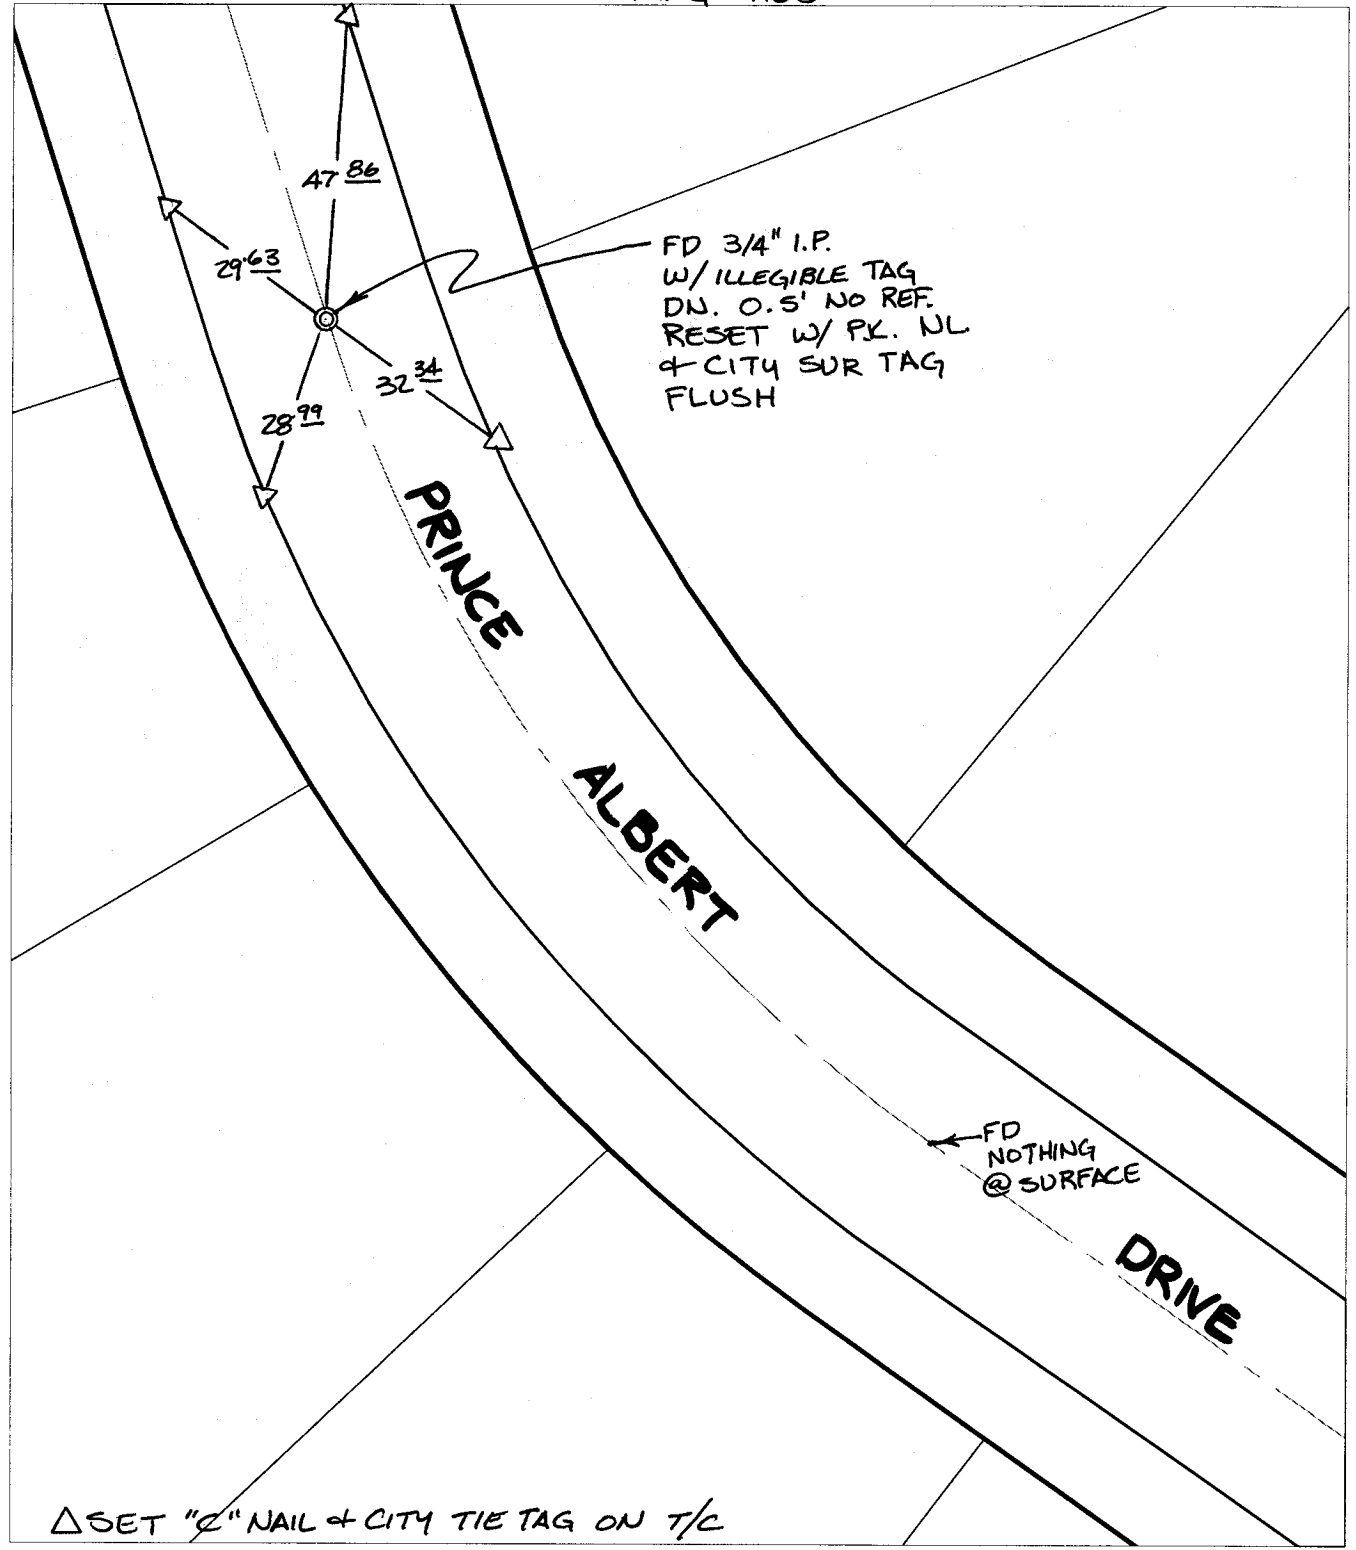 47 86
29.63
FD 3/4" I.P.
W/ ILLEGIBLE TAG
DN. 0.5' NO REF.
RESET W/ P.K. NL
& CITY SUR TAG
FLUSH
32 34
28 99
PRINCE
ALBERT
FD
NOTHING
@ SURFACE
DRIVE
△ SET "C" NAIL & CITY TIE TAG ON T/C